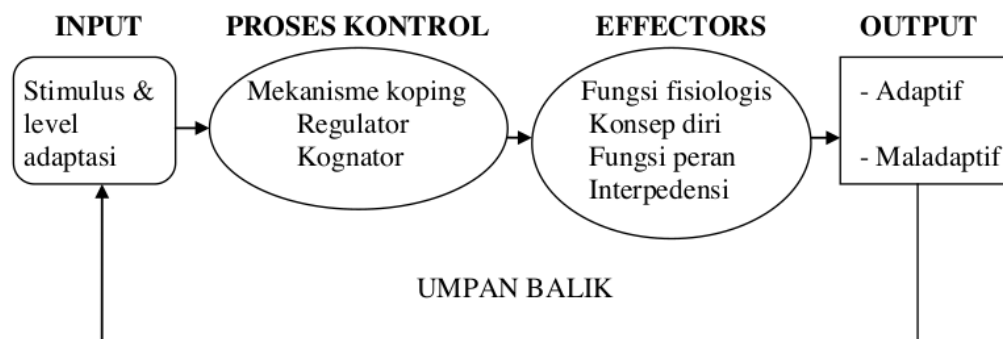 INPUT
PROSES KONTROL
EFFECTORS
OUTPUT
Stimulus &
level
adaptasi
Mekanisme koping
Regulator
Kognator
Fungsi fisiologis
Konsep diri
Fungsi peran
Interpedensi
- Adaptif
- Maladaptif
UMPAN BALIK